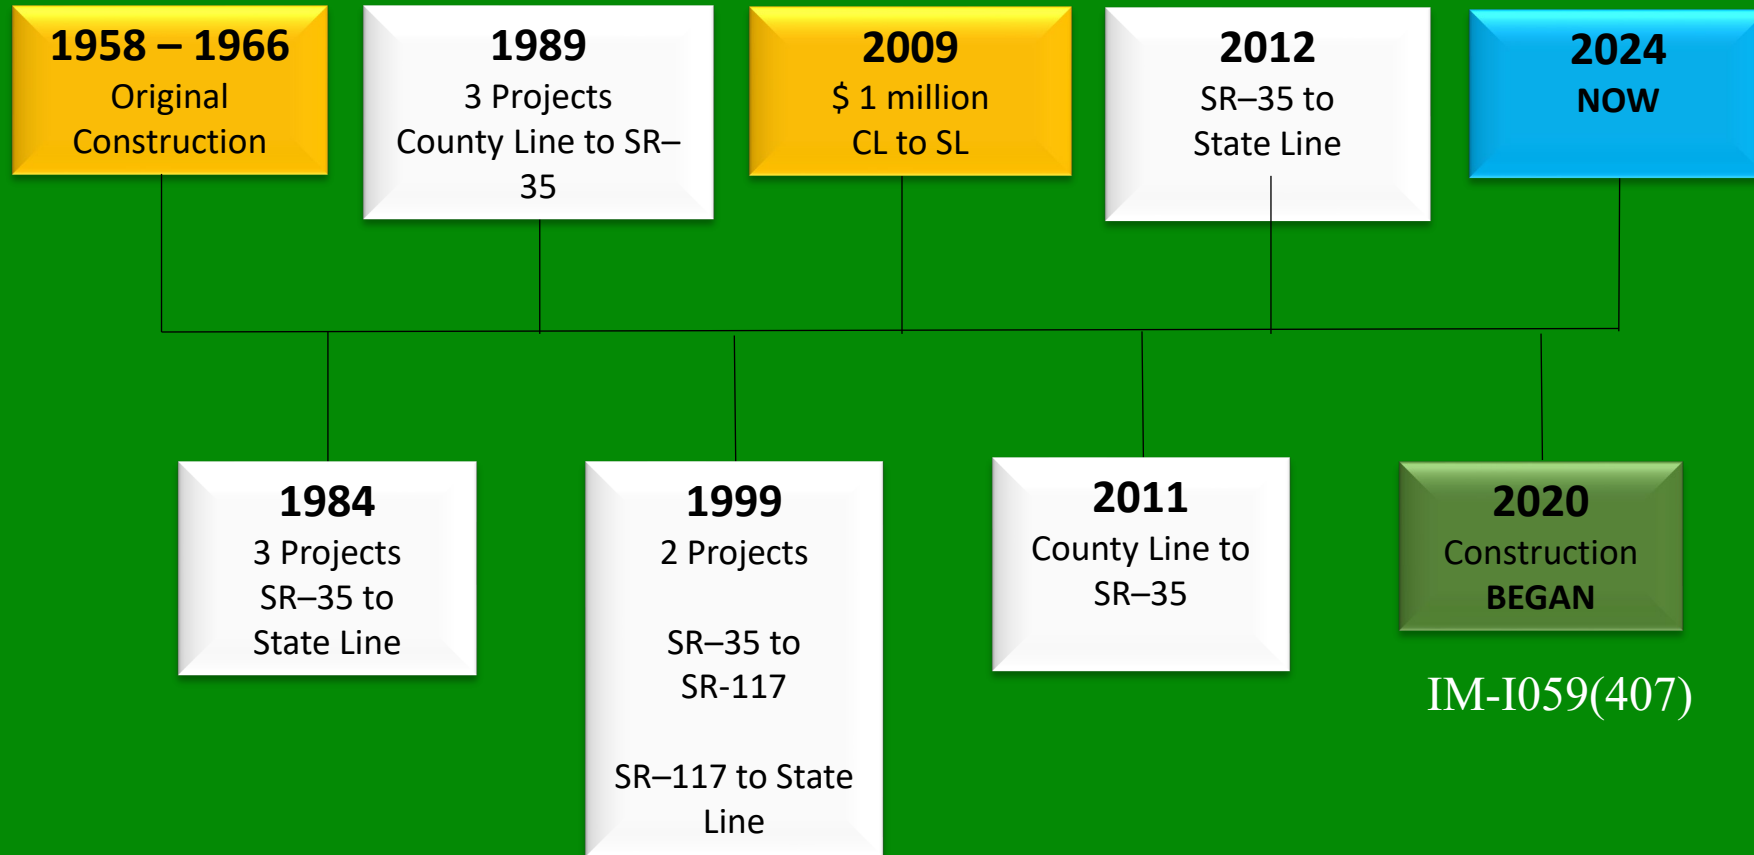 1958 – 1966
Original
Construction
1989
3 Projects
County Line to SR–
35
2009
$ 1 million
CL to SL
2012
SR–35 to
State Line
2024
NOW
1984
3 Projects
SR–35 to
State Line
1999
2 Projects
SR–35 to
SR-117
SR–117 to State
Line
2011
County Line to
SR–35
2020
Construction
BEGAN
IM-I059(407)